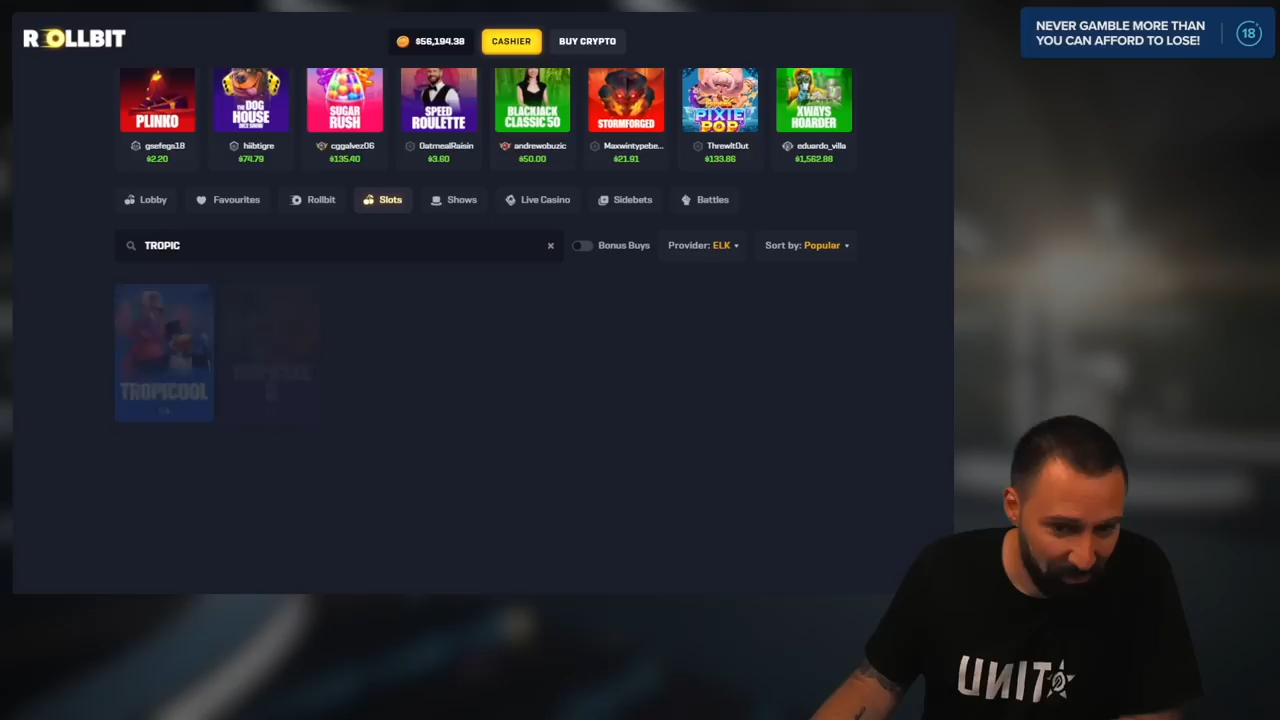 ROLLBIT
$56,194.38
CASHIER
BUY CRYPTO
NEVER GAMBLE MORE THAN
YOU CAN AFFORD TO LOSE!
18
PLINKO
THE
DOG
HOUSE
DICE SHOW
SUGAR
RUSH
SPEED
ROULETTE
BLACKJACK
CLASSIC 50
STORMFORGED
PIXIE
POP
XWAYS
HOARDER
gsefegs18
hiibtigre
cggalvez06
OatmealRaisin
andrewobuzic
Maxwintypebe...
ThrewItOut
eduardo_villa
$2.20
$74.79
$135.40
$3.60
$50.00
$21.91
$133.86
$1,562.88
Lobby
Favourites
Rollbit
Slots
Shows
Live Casino
Sidebets
Battles
TROPIC
Bonus Buys
Provider: ELK
Sort by: Popular
TROPICOOL
UNIT